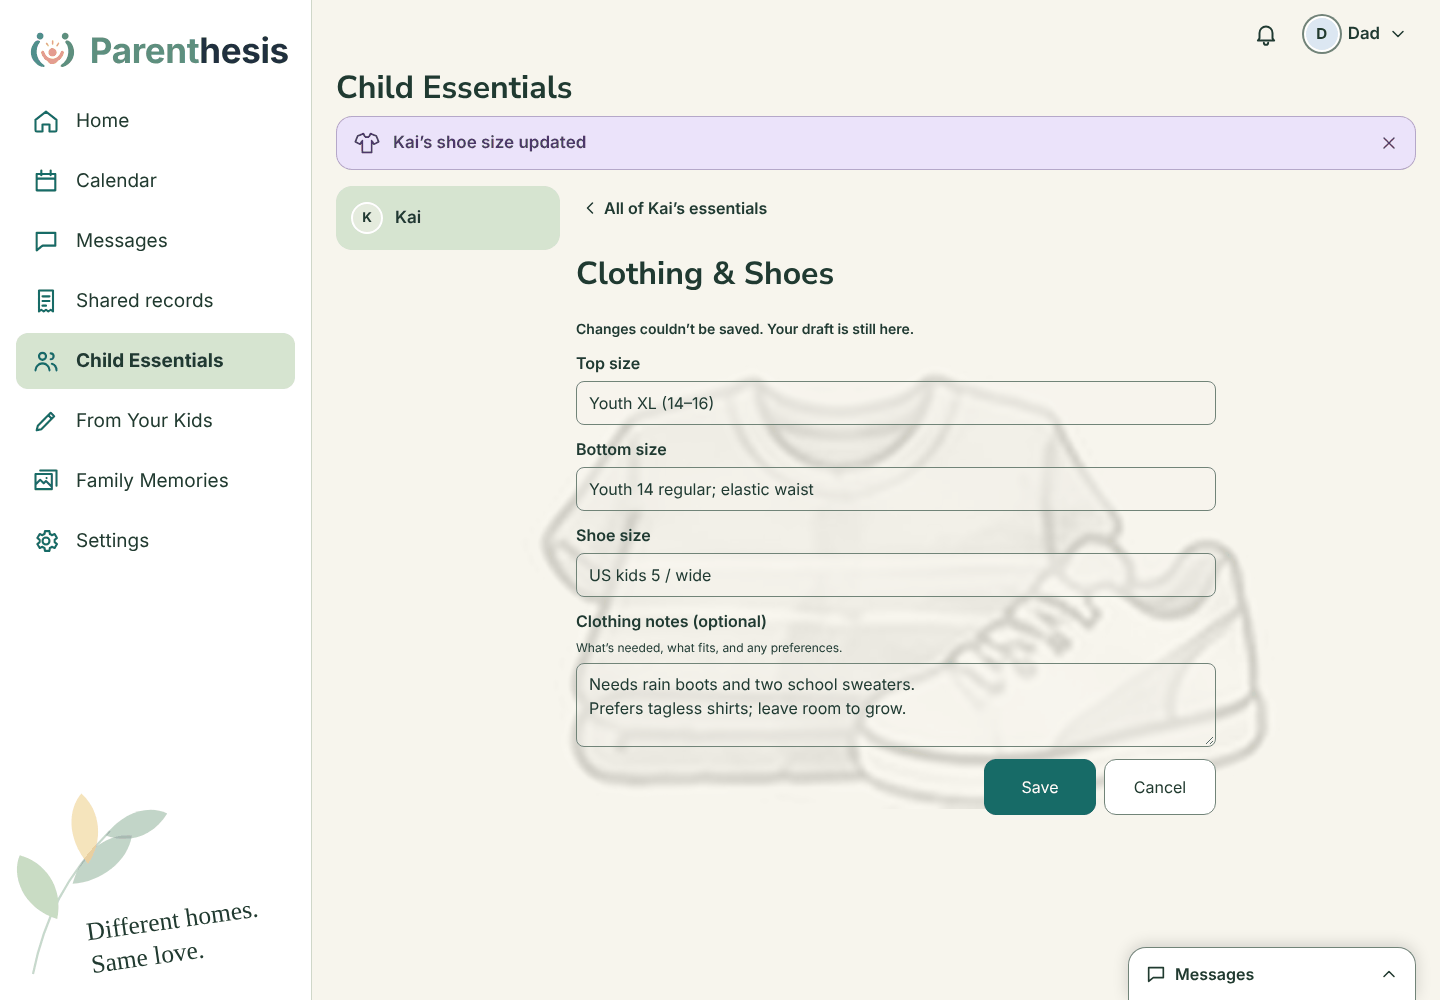 Parenthesis
Home
Calendar
Messages
Shared records
Child Essentials
From Your Kids
Family Memories
Settings
Different homes.
Same love.
D
Dad
Child Essentials
Kai’s shoe size updated
K
Kai
All of Kai’s essentials
Clothing & Shoes
Changes couldn’t be saved. Your draft is still here.
Top size
Youth XL (14–16)
Bottom size
Youth 14 regular; elastic waist
Shoe size
US kids 5 / wide
Clothing notes (optional)
What’s needed, what fits, and any preferences.
Needs rain boots and two school sweaters.
Prefers tagless shirts; leave room to grow.
Save
Cancel
Messages